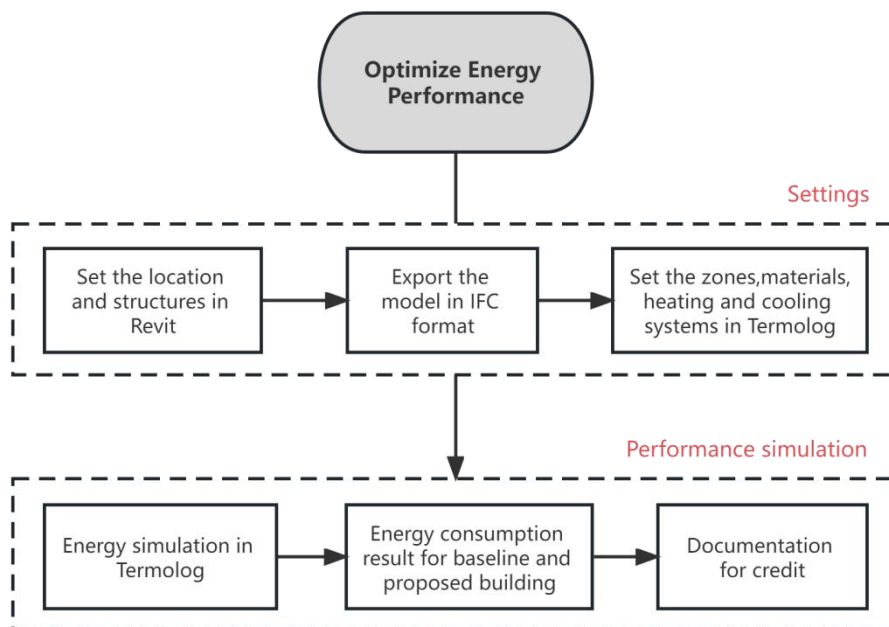 Optimize Energy
Performance
Settings
Set the location
and structures in
Revit
Export the
model in IFC
format
Set the zones,materials,
heating and cooling
systems in Termolog
Performance simulation
Energy simulation in
Termolog
Energy consumption
result for baseline and
proposed building
Documentation
for credit